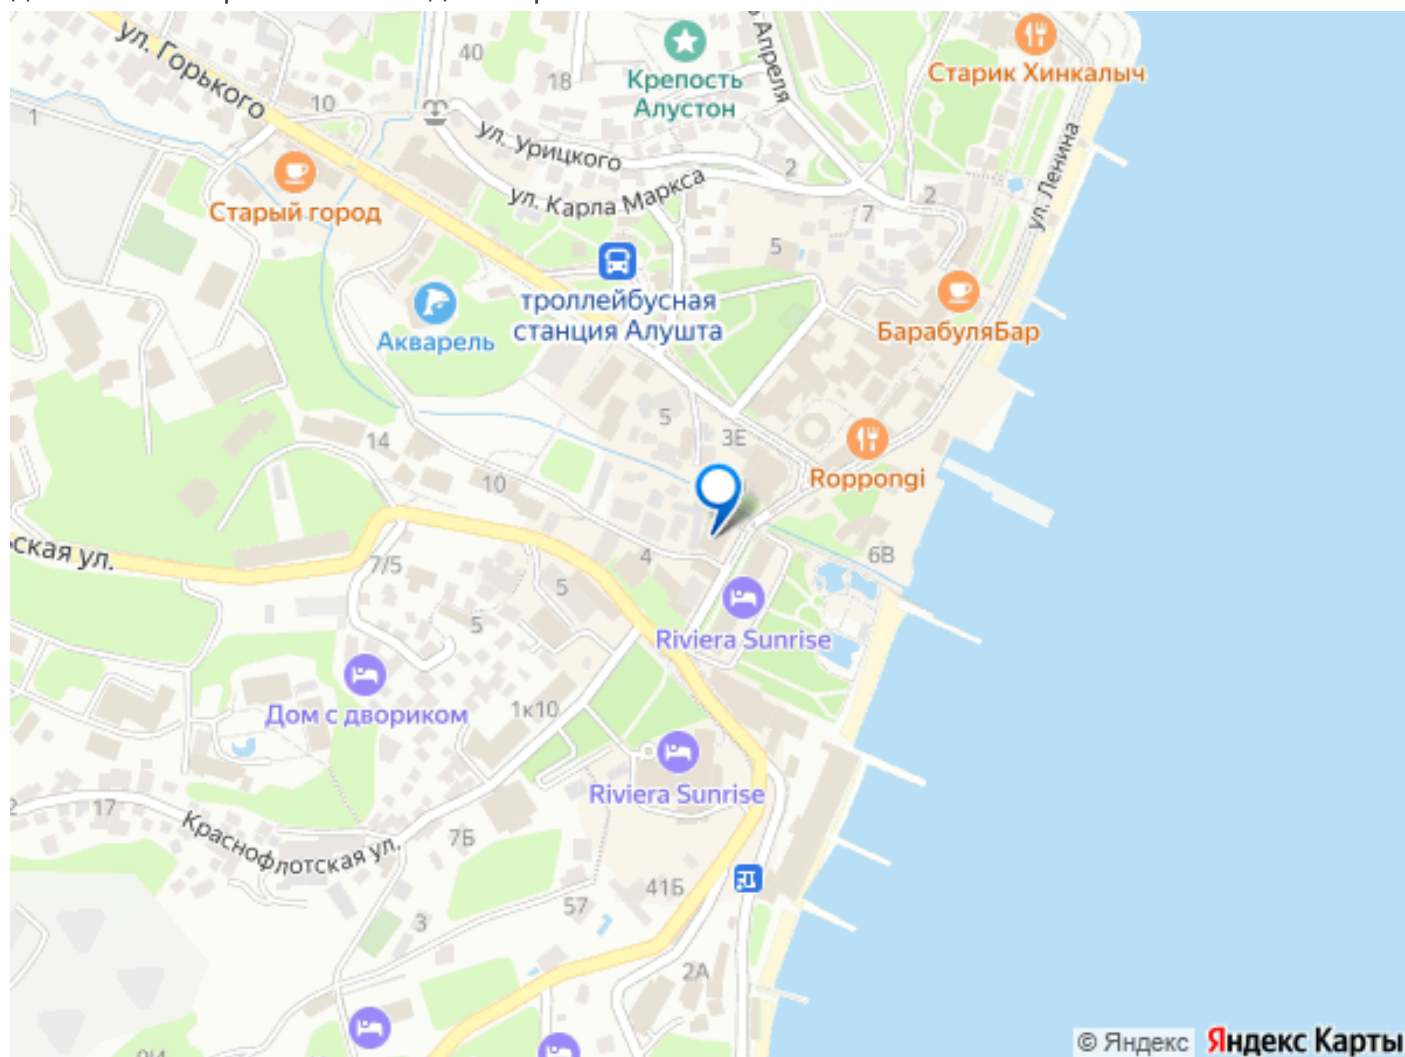 ул. Горького
40
18
10
1
Крепость
Алустон
Апреля
Старик Хинкалыч
ул. Ленина
ул. Урицкого
ул. Карла Маркса
2
2
7
5
Старый город
троллейбусная
станция Алушта
Акварель
БарабуляБар
5
3Е
14
10
Roppongi
ская ул.
7/5
4
5
5
6В
Riviera Sunrise
Дом с двориком
1к10
Riviera Sunrise
17
Краснофлотская ул.
7Б
41Б
57
3
2А
© Яндекс Яндекс Карты